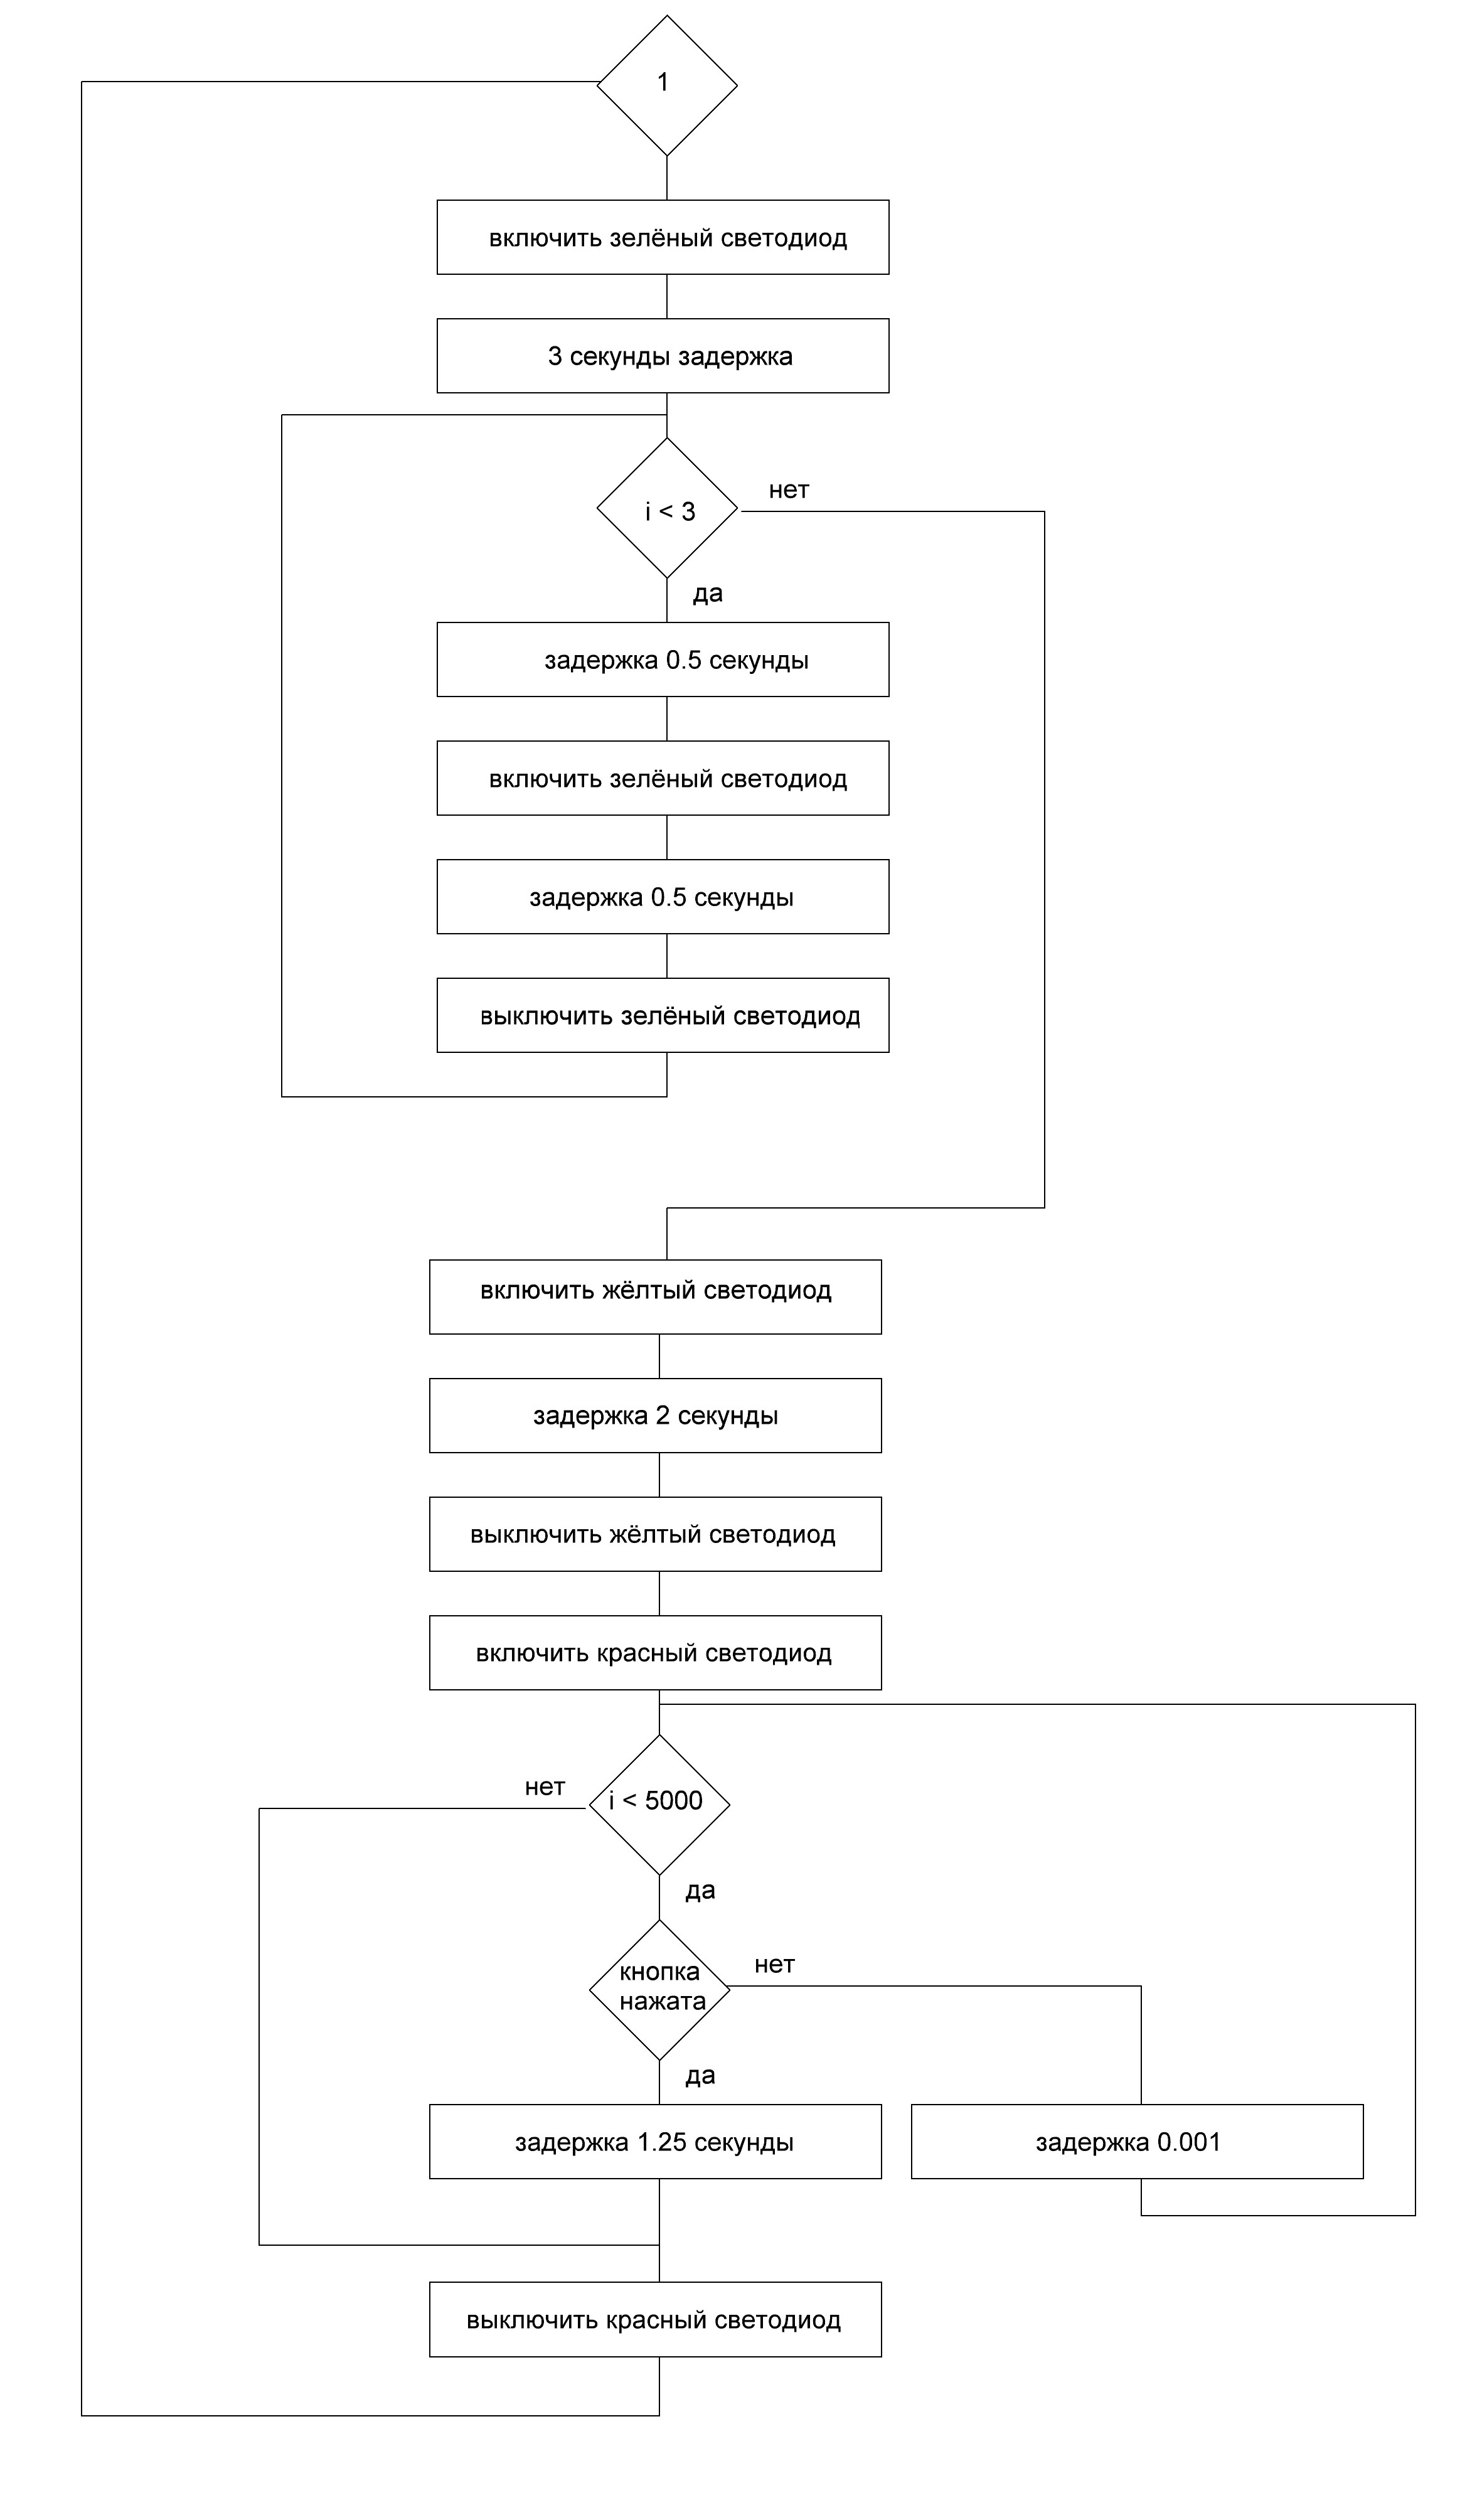 1
включить зелёный светодиод
3 секунды задержка
нет
i < 3
да
задержка 0.5 секунды
включить зелёный светодиод
задержка 0.5 секунды
выключить зелёный светодиод
включить жёлтый светодиод
задержка 2 секунды
выключить жёлтый светодиод
включить красный светодиод
нет
i < 5000
да
нет
кнопка
нажата
да
задержка 1.25 секунды
задержка 0.001
выключить красный светодиод